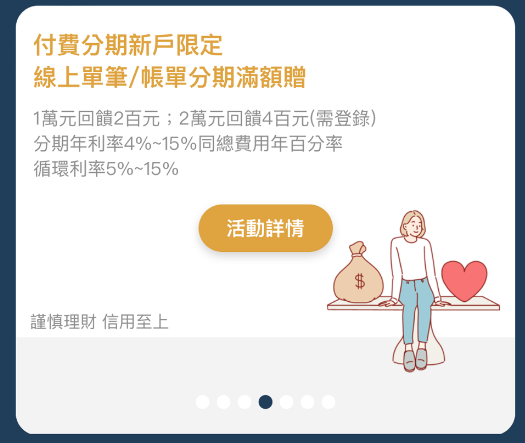 付費分期新戶限定
線上單筆/帳單分期滿額贈
1萬元回饋2百元；2萬元回饋4百元(需登錄)
分期年利率4%~15%同總費用年百分率
循環利率5%~15%
活動詳情
$
謹慎理財 信用至上